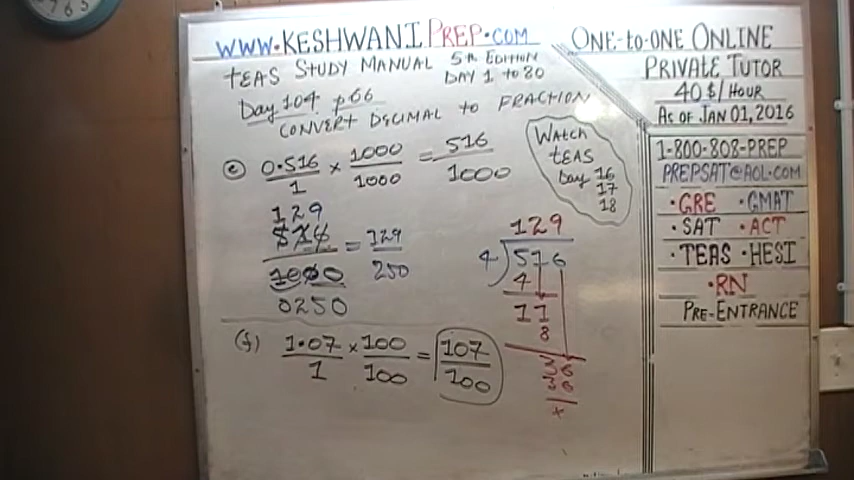 WWW.KESHWANIPREP.COM
TEAS STUDY MANUAL 5TH EDITION
DAY 1 TO 80
Day 104 p66
CONVERT DECIMAL to FRACTION
(e) 0.516/1 × 1000/1000 = 516/1000
129
516/1000 = 129/250
0250
(f) 1.07/1 × 100/100 = 107/100
Watch
tEAS
Day 16
17
18
129
4)516
4
11
8
36
36
×
ONE-to-ONE ONLINE
PRIVATE TUTOR
40$/HOUR
AS OF JAN 01, 2016
1-800-808-PREP
PREPSAT@AOL.COM
•GRE •GMAT
•SAT •ACT
•TEAS •HESI
•RN
PRE-ENTRANCE